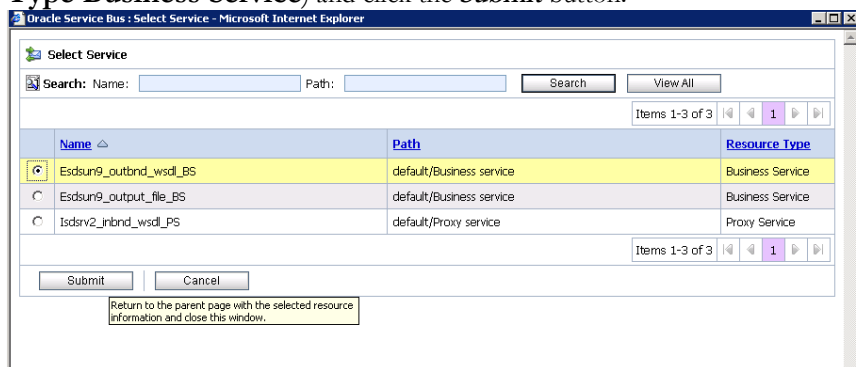 Type Business Service) and click the Submit button.
Oracle Service Bus : Select Service - Microsoft Internet Explorer
Select Service
Search: Name: Path: Search View All
Items 1-3 of 3 1
Name Path Resource Type
Esdsun9_outbnd_wsdl_BS default/Business service Business Service
Esdsun9_output_file_BS default/Business service Business Service
Isdsrv2_inbnd_wsdl_PS default/Proxy service Proxy Service
Items 1-3 of 3 1
Submit Cancel
Return to the parent page with the selected resource
information and close this window.